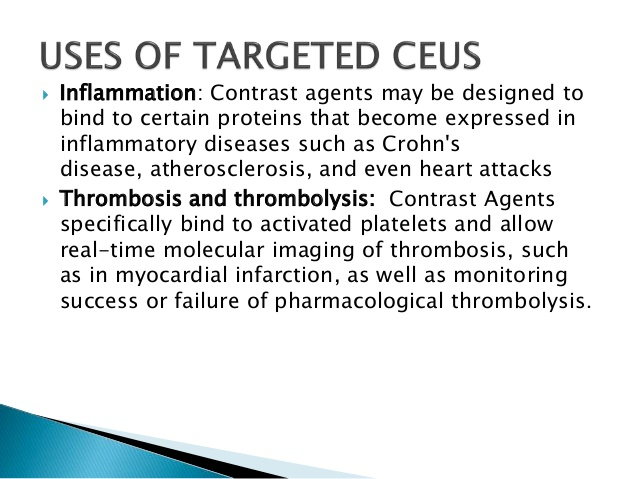 USES OF TARGETED CEUS
Inflammation: Contrast agents may be designed to
bind to certain proteins that become expressed in
inflammatory diseases such as Crohn's
disease, atherosclerosis, and even heart attacks
Thrombosis and thrombolysis: Contrast Agents
specifically bind to activated platelets and allow
real-time molecular imaging of thrombosis, such
as in myocardial infarction, as well as monitoring
success or failure of pharmacological thrombolysis.